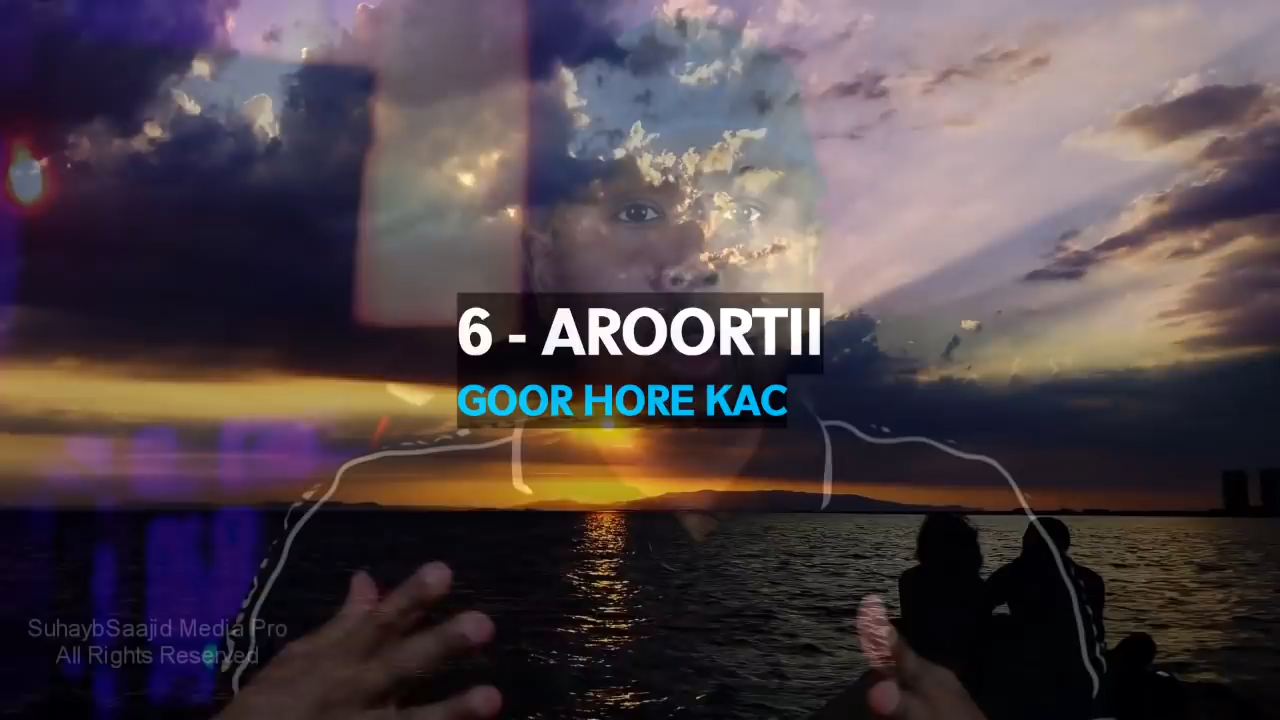 6 - AROORTII
GOOR HORE KAC
SuhaybSaajid Media Pro
All Rights Reserved